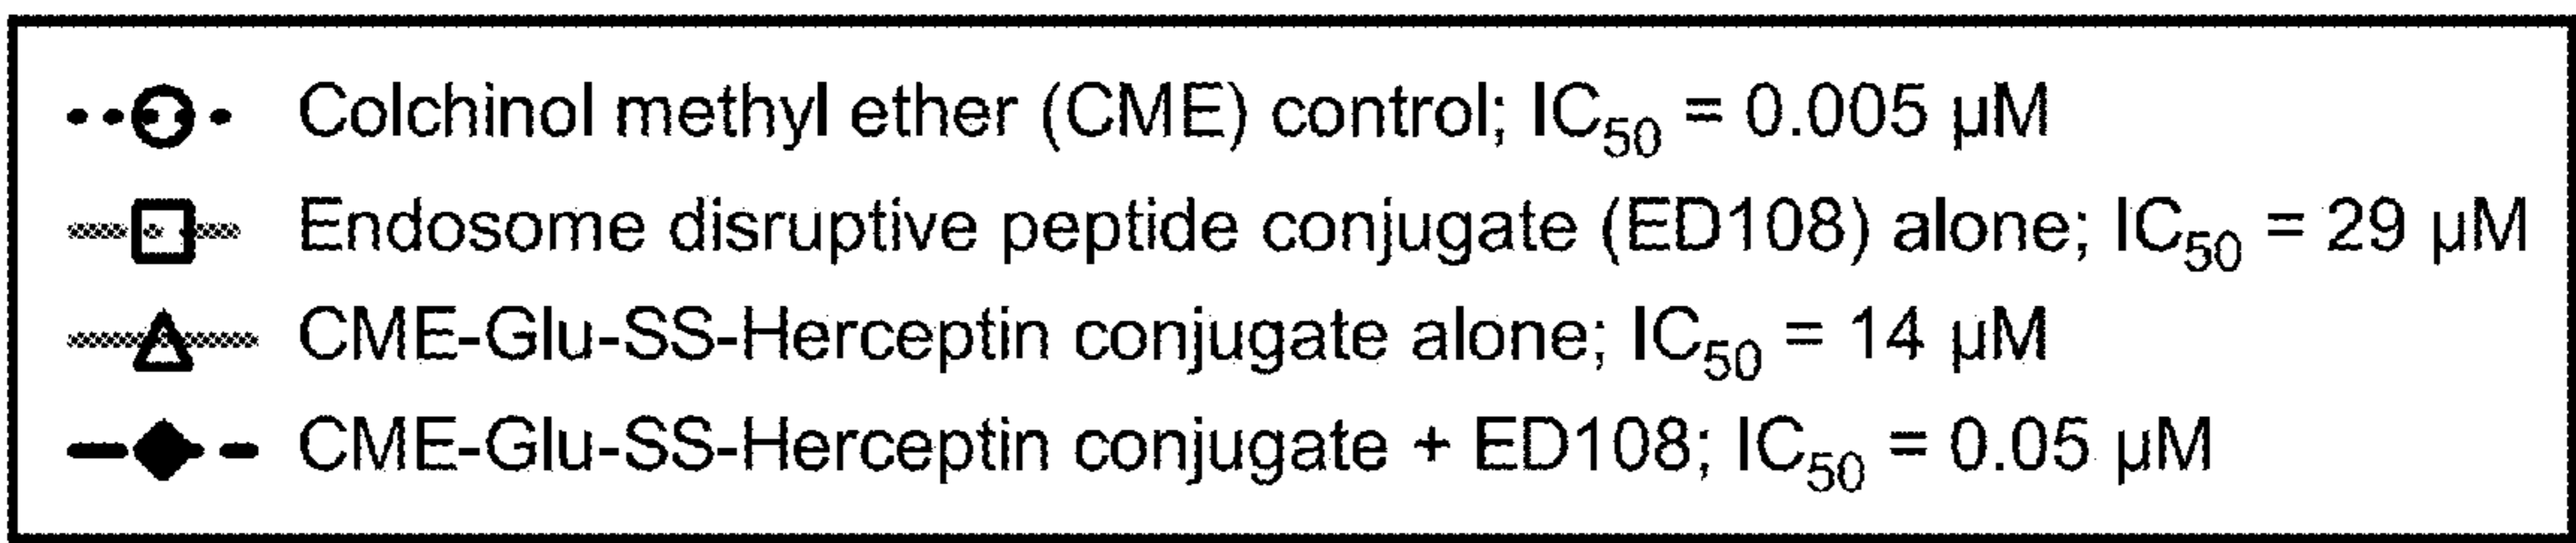 Colchinol methyl ether (CME) control; IC50 = 0.005 µM
Endosome disruptive peptide conjugate (ED108) alone; IC50 = 29 µM
CME-Glu-SS-Herceptin conjugate alone; IC50 = 14 µM
CME-Glu-SS-Herceptin conjugate + ED108; IC50 = 0.05 µM